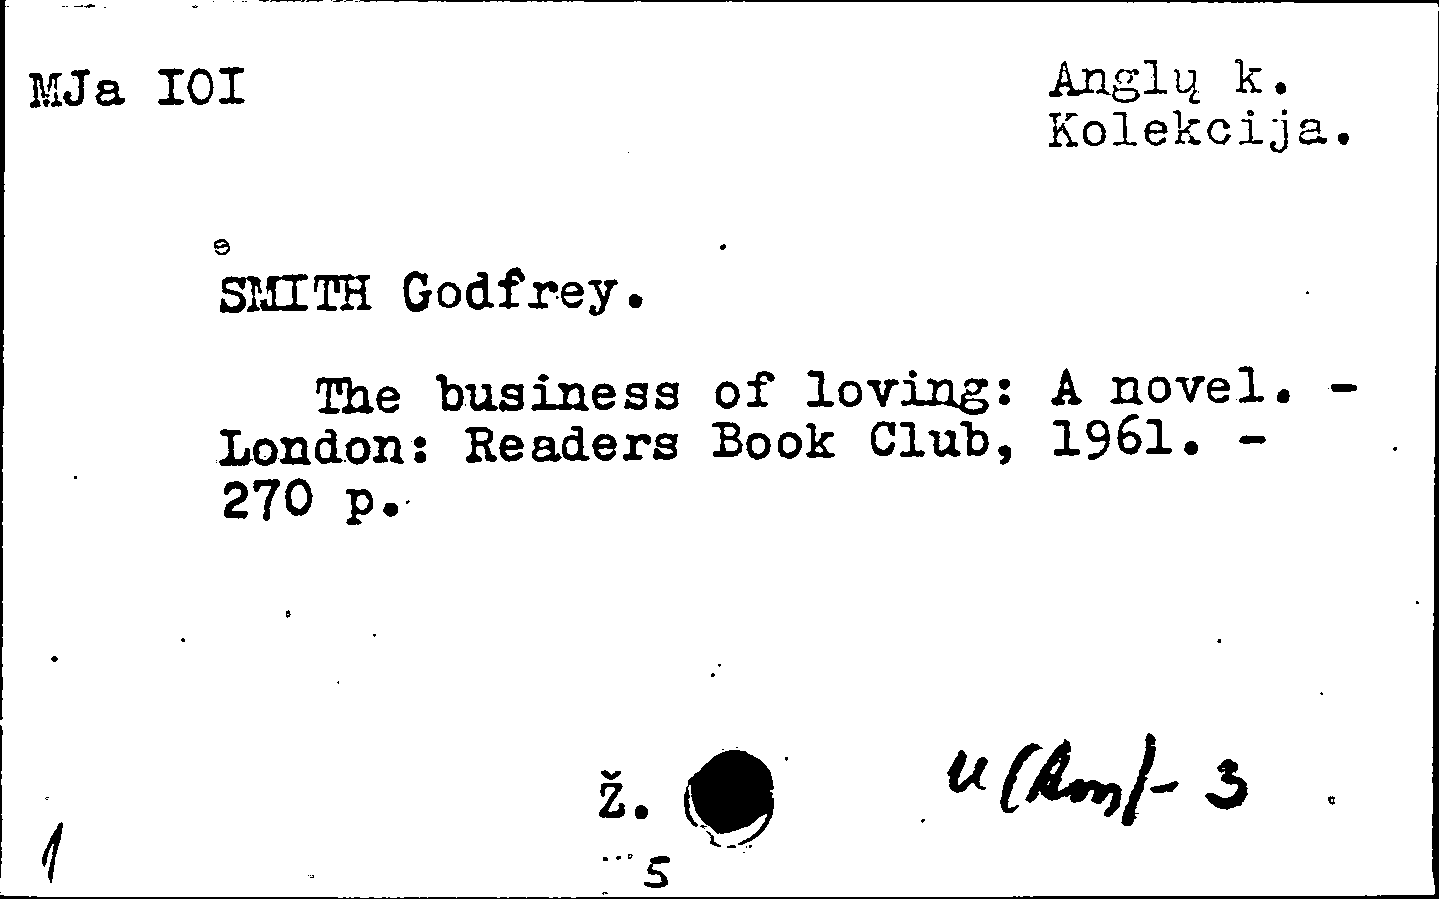 MJa IOI
Anglų k.
Kolekcija.
SMITH Godfrey.
The business of loving: A novel. -
London: Readers Book Club, 1961. -
270 p.
Ž.
- 3
1
5